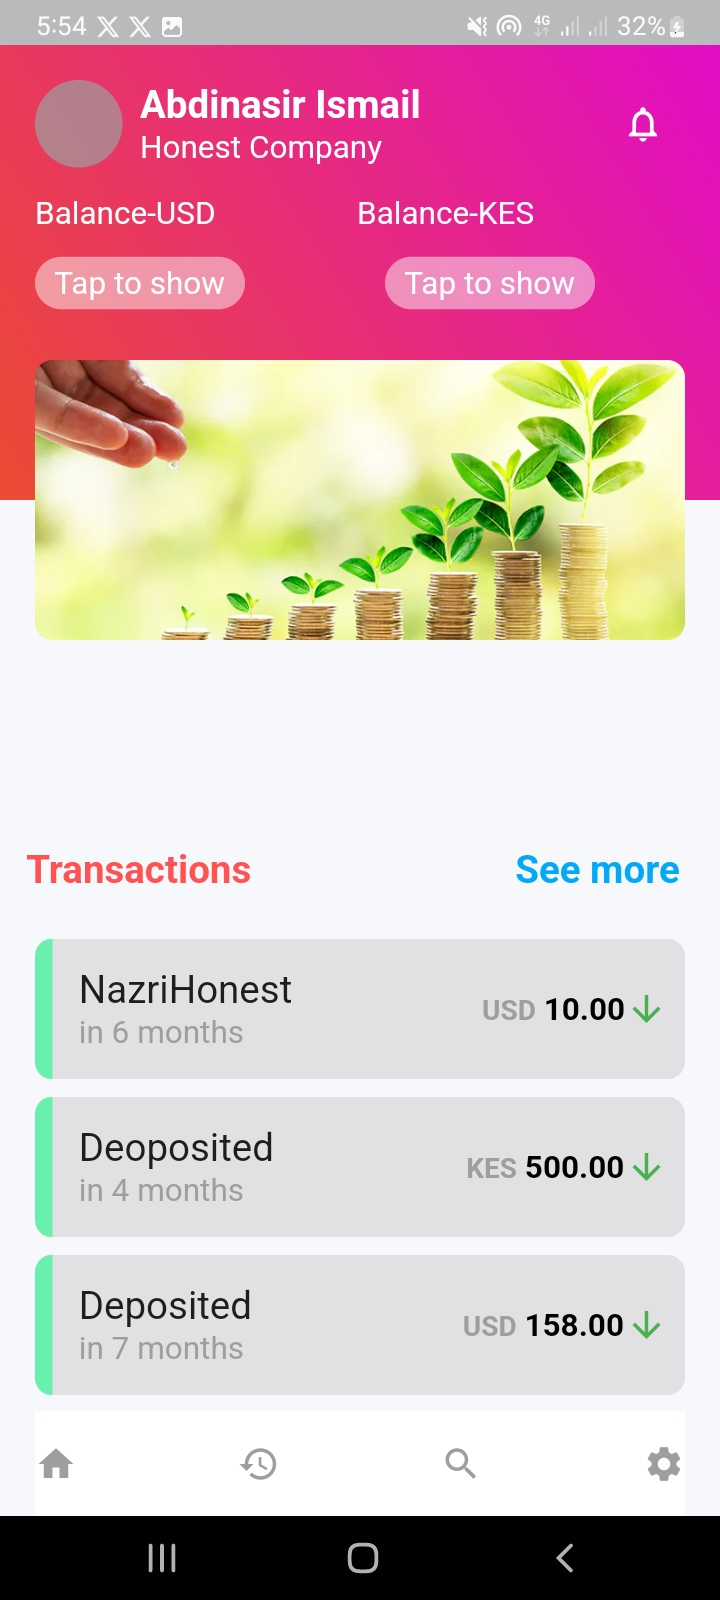 5:54 4G 32%
Abdinasir Ismail
Honest Company
Balance-USD Balance-KES
Tap to show Tap to show
Transactions See more
NazriHonest
in 6 months
USD 10.00
Deoposited
in 4 months
KES 500.00
Deposited
in 7 months
USD 158.00